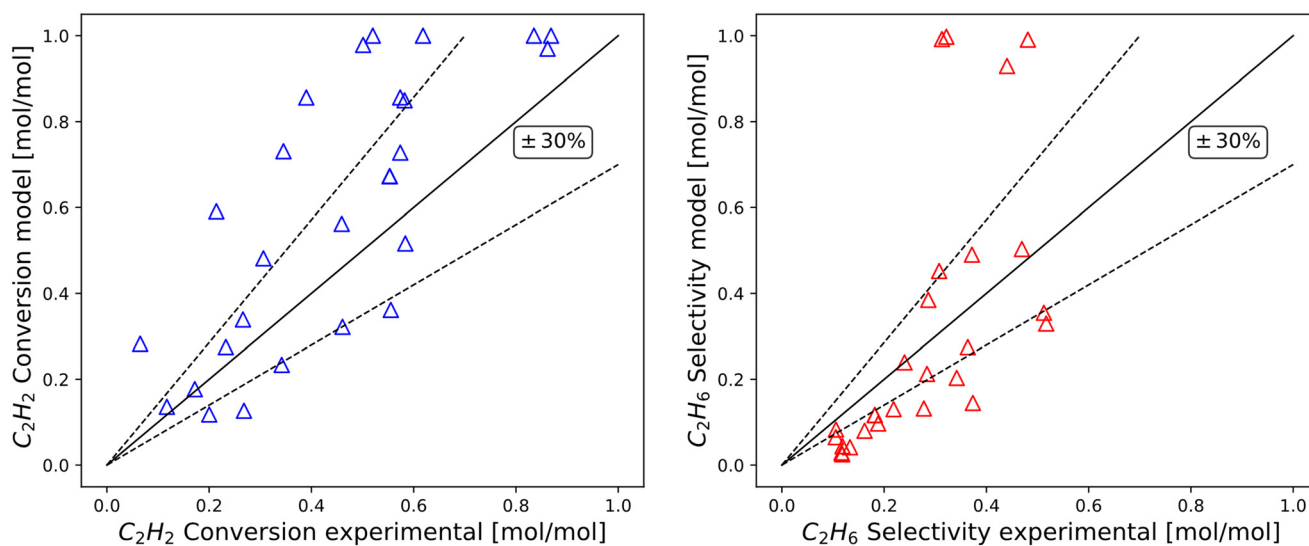 C₂H₂ Conversion model [mol/mol]
1.0
0.8
0.6
0.4
0.2
0.0
± 30%
0.0 0.2 0.4 0.6 0.8 1.0
C₂H₂ Conversion experimental [mol/mol]
C₂H₆ Selectivity model [mol/mol]
1.0
0.8
0.6
0.4
0.2
0.0
± 30%
0.0 0.2 0.4 0.6 0.8 1.0
C₂H₆ Selectivity experimental [mol/mol]